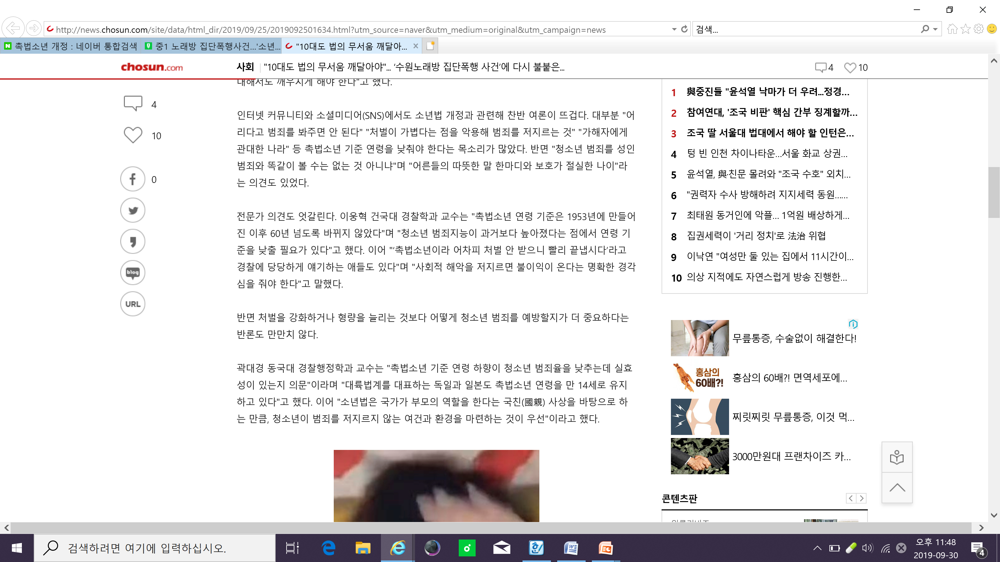 http://news.chosun.com/site/data/html_dir/2019/09/25/2019092501634.html?utm_source=naver&utm_medium=original&utm_campaign=news
검색...
촉법소년 개정 : 네이버 통합검색
중1 노래방 집단폭행사건...'소년...
"10대도 법의 무서움 깨달아...
chosun.com
사회
"10대도 법의 무서움 깨달아야"... ‘수원노래방 집단폭행 사건’에 다시 불붙은...
4
10
대해서도 깨우치게 해야 한다"고 했다.
4
10
0
blog
URL
인터넷 커뮤니티와 소셜미디어(SNS)에서도 소년법 개정과 관련해 찬반 여론이 뜨겁다. 대부분 "어
리다고 범죄를 봐주면 안 된다" "처벌이 가볍다는 점을 악용해 범죄를 저지르는 것" "가해자에게
관대한 나라" 등 촉법소년 기준 연령을 낮춰야 한다는 목소리가 많았다. 반면 "청소년 범죄를 성인
범죄와 똑같이 볼 수는 없는 것 아니냐"며 "어른들의 따뜻한 말 한마디와 보호가 절실한 나이"라
는 의견도 있었다.
전문가 의견도 엇갈린다. 이웅혁 건국대 경찰학과 교수는 "촉법소년 연령 기준은 1953년에 만들어
진 이후 60년 넘도록 바뀌지 않았다"며 "청소년 범죄지능이 과거보다 높아졌다는 점에서 연령 기
준을 낮출 필요가 있다"고 했다. 이어 "‘촉법소년이라 어차피 처벌 안 받으니 빨리 끝냅시다’라고
경찰에 당당하게 얘기하는 애들도 있다"며 "사회적 해악을 저지르면 불이익이 온다는 명확한 경각
심을 줘야 한다"고 말했다.
반면 처벌을 강화하거나 형량을 늘리는 것보다 어떻게 청소년 범죄를 예방할지가 더 중요하다는
반론도 만만치 않다.
곽대경 동국대 경찰행정학과 교수는 "촉법소년 기준 연령 하향이 청소년 범죄율을 낮추는데 실효
성이 있는지 의문"이라며 "대륙법계를 대표하는 독일과 일본도 촉법소년 연령을 만 14세로 유지
하고 있다"고 했다. 이어 "소년법은 국가가 부모의 역할을 한다는 국친(國親) 사상을 바탕으로 하
는 만큼, 청소년이 범죄를 저지르지 않는 여건과 환경을 마련하는 것이 우선"이라고 했다.
1 與중진들 "윤석열 낙마가 더 우려...정경...
2 참여연대, '조국 비판' 핵심 간부 징계할까...
3 조국 딸 서울대 법대에서 해야 할 인턴은...
4 텅 빈 인천 차이나타운...서울 화교 상권...
5 윤석열, 與·친문 몰려와 "조국 수호" 외치...
6 "권력자 수사 방해하려 지지세력 동원......
7 최태원 동거인에 악플... 1억원 배상하게...
8 집권세력이 '거리 정치'로 法治 위협
9 이낙연 "여성만 둘 있는 집에서 11시간이...
10 의상 지적에도 자연스럽게 방송 진행한...
무릎통증, 수술없이 해결한다!
홍삼의
60배?!
홍삼의 60배?! 면역세포에...
찌릿찌릿 무릎통증, 이것 먹...
3000만원대 프랜차이즈 카...
콘텐츠판
검색하려면 여기에 입력하십시오.
오후 11:48
2019-09-30
4